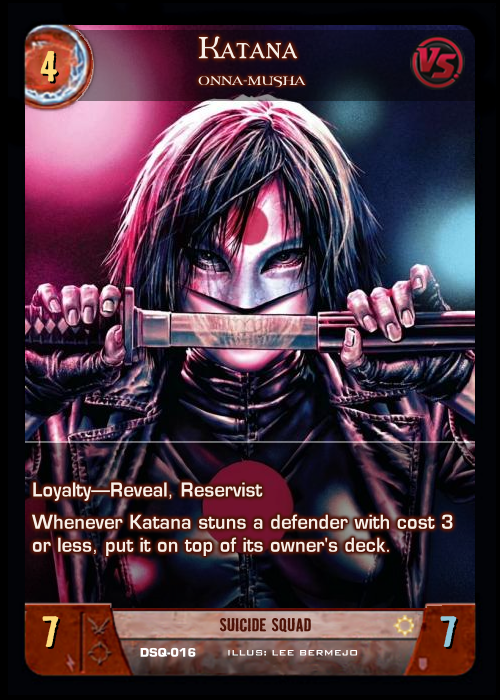 4
Katana
VS
Onna-Musha
Loyalty—Reveal, Reservist
Whenever Katana stuns a defender with cost 3
or less, put it on top of its owner's deck.
7
SUICIDE SQUAD
7
DSQ-016 ILLUS: LEE BERMEJO